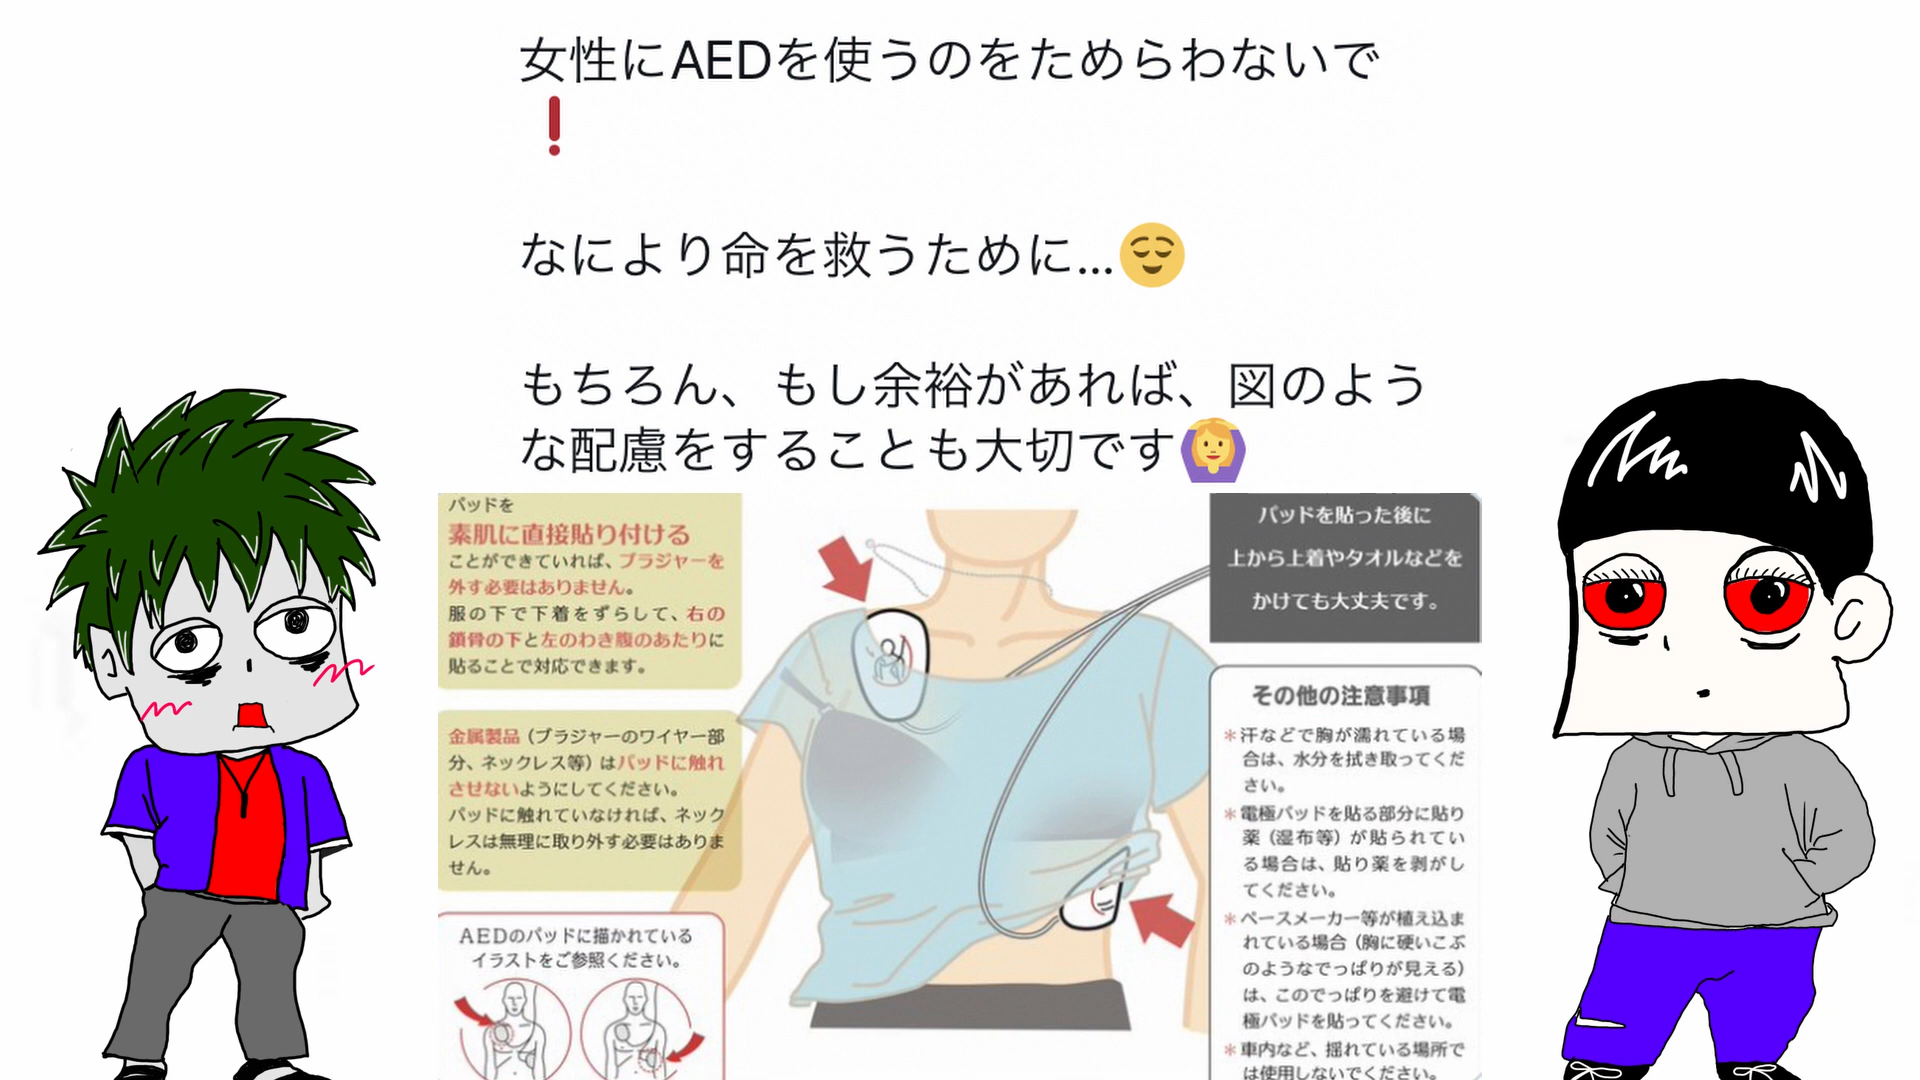 女性にAEDを使うのをためらわないで
❗
なにより命を救うために...😌
もちろん、もし余裕があれば、図のよう
な配慮をすることも大切です🙆‍♀️
パッドを
素肌に直接貼り付ける
ことができていれば、ブラジャーを
外す必要はありません。
服の下で下着をずらして、右の
鎖骨の下と左のわき腹のあたりに
貼ることで対応できます。
金属製品（ブラジャーのワイヤー部
分、ネックレス等）はパッドに触れ
させないようにしてください。
パッドに触れていなければ、ネック
レスは無理に取り外す必要はありま
せん。
AEDのパッドに描かれている
イラストをご参照ください。
パッドを貼った後に
上から上着やタオルなどを
かけても大丈夫です。
その他の注意事項
＊汗などで胸が濡れている場
合は、水分を拭き取ってくだ
さい。
＊電極パッドを貼る部分に貼り
薬（湿布等）が貼られてい
る場合は、貼り薬を剥がし
てください。
＊ペースメーカー等が植え込ま
れている場合（胸に硬いこぶ
のようなでっぱりが見える）
は、このでっぱりを避けて電
極パッドを貼ってください。
＊車内など、揺れている場所で
は使用しないでください。